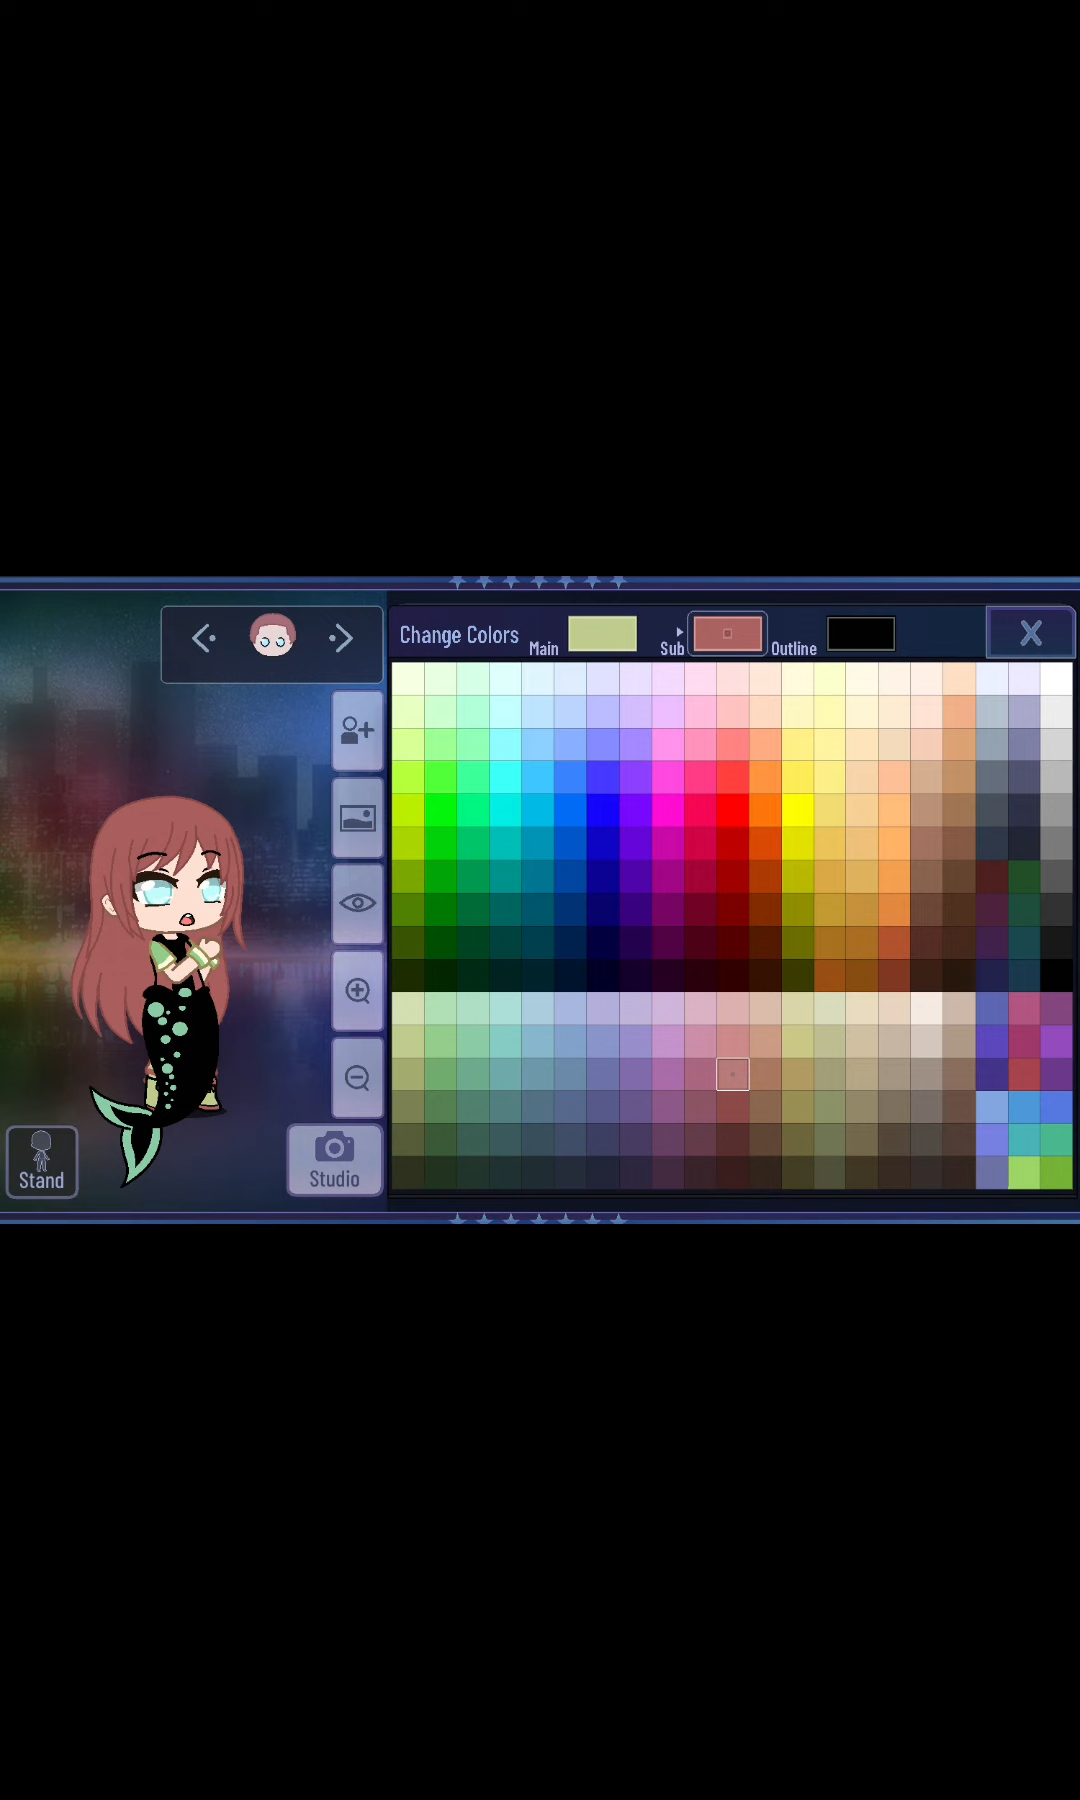 Change Colors
Main
Sub
Outline
X
Stand
Studio